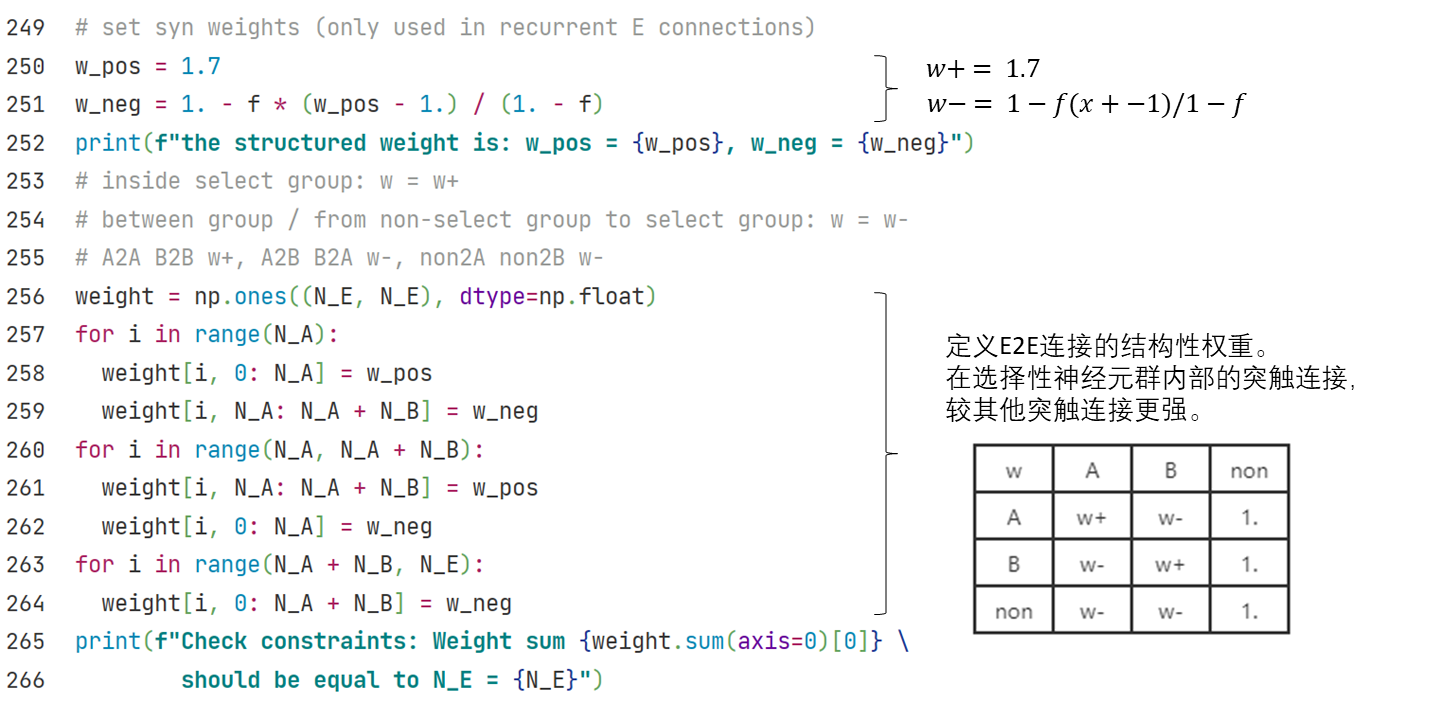 249 # set syn weights (only used in recurrent E connections)
250 w_pos = 1.7
251 w_neg = 1. - f * (w_pos - 1.) / (1. - f)
w+= 1.7
w−= 1 − f(x + −1)/1 − f
252 print(f"the structured weight is: w_pos = {w_pos}, w_neg = {w_neg}")
253 # inside select group: w = w+
254 # between group / from non-select group to select group: w = w-
255 # A2A B2B w+, A2B B2A w-, non2A non2B w-
256 weight = np.ones((N_E, N_E), dtype=np.float)
257 for i in range(N_A):
258 weight[i, 0: N_A] = w_pos
259 weight[i, N_A: N_A + N_B] = w_neg
260 for i in range(N_A, N_A + N_B):
261 weight[i, N_A: N_A + N_B] = w_pos
262 weight[i, 0: N_A] = w_neg
263 for i in range(N_A + N_B, N_E):
264 weight[i, 0: N_A + N_B] = w_neg
265 print(f"Check constraints: Weight sum {weight.sum(axis=0)[0]} \
266 should be equal to N_E = {N_E}")
定义E2E连接的结构性权重。
在选择性神经元群内部的突触连接,
较其他突触连接更强。
w A B non
A w+ w- 1.
B w- w+ 1.
non w- w- 1.